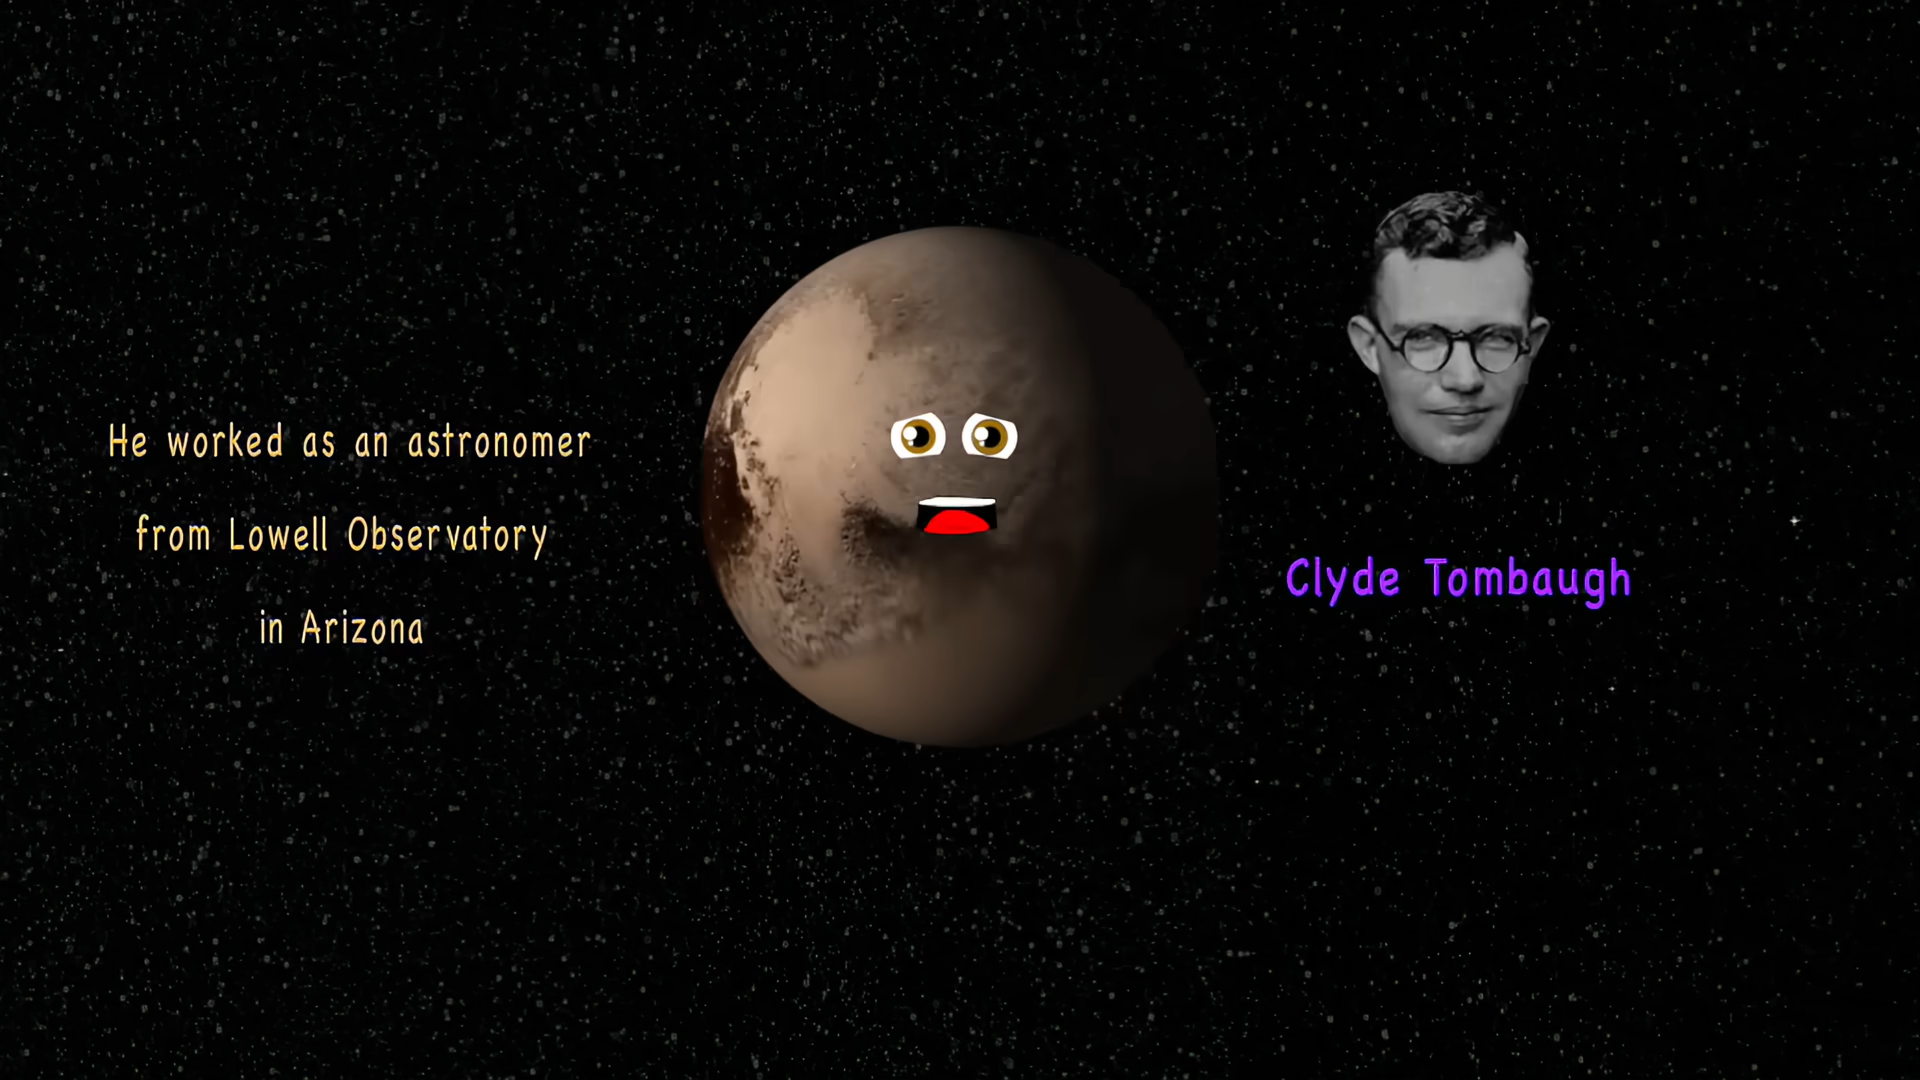 He worked as an astronomer
from Lowell Observatory
in Arizona
Clyde Tombaugh